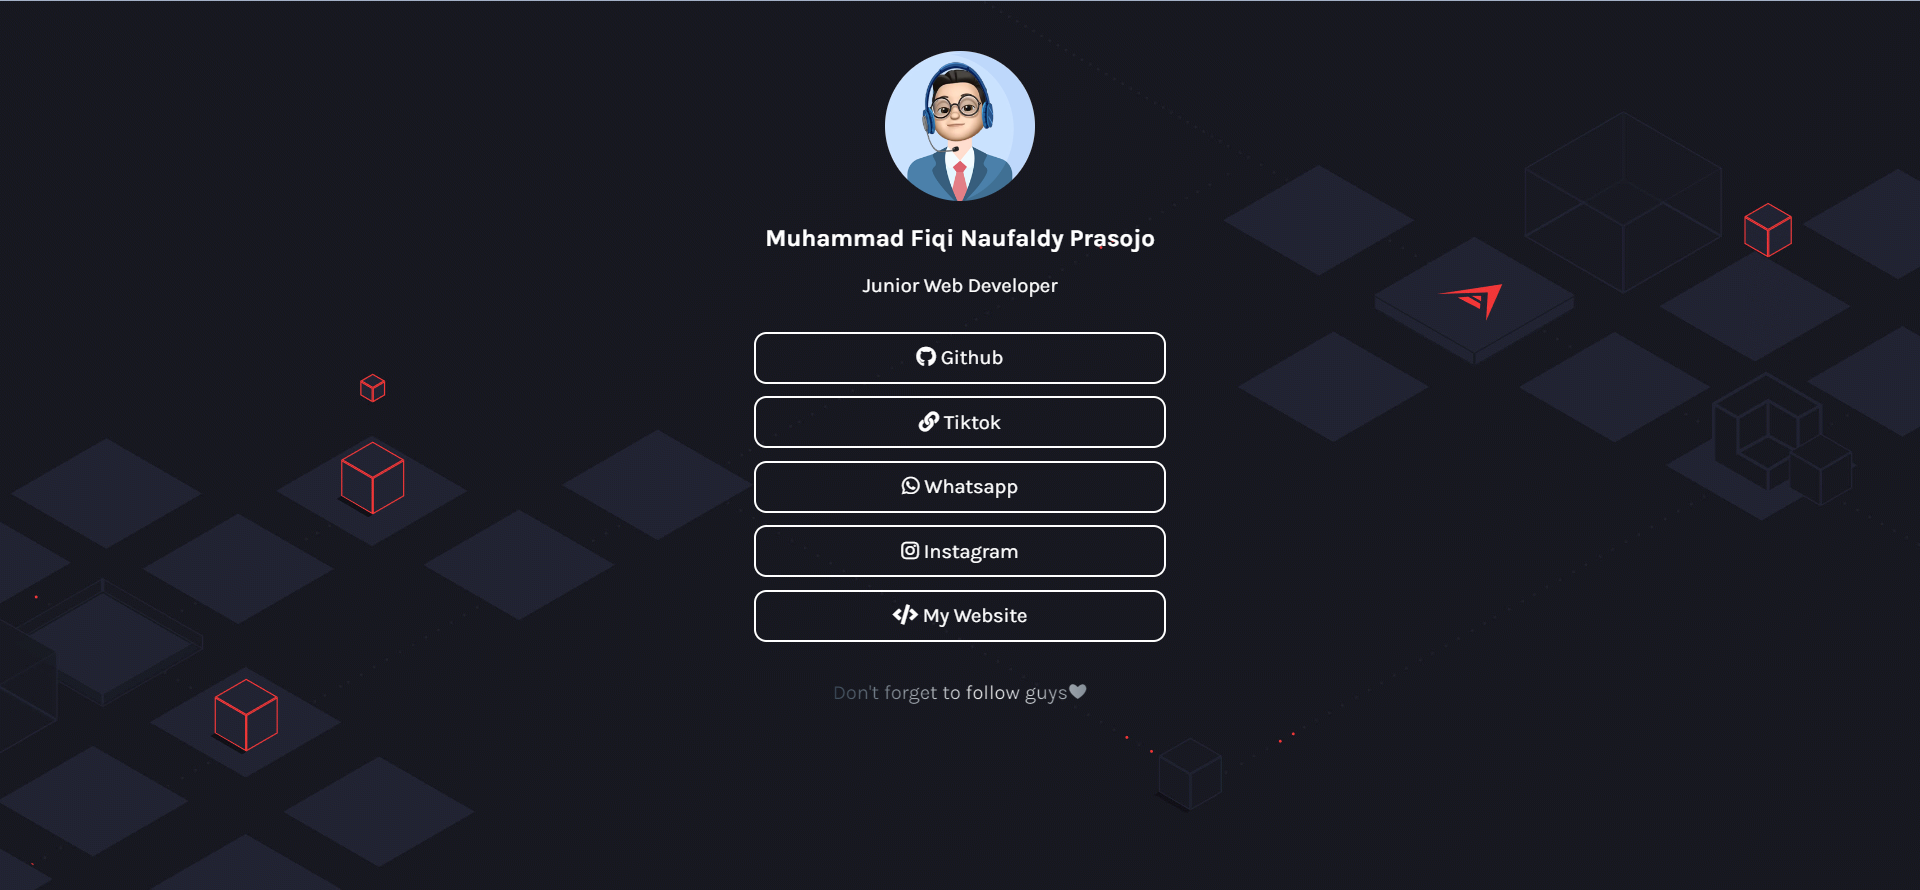 Muhammad Fiqi Naufaldy Prasojo
Junior Web Developer
Github
Tiktok
Whatsapp
Instagram
My Website
Don't forget to follow guys